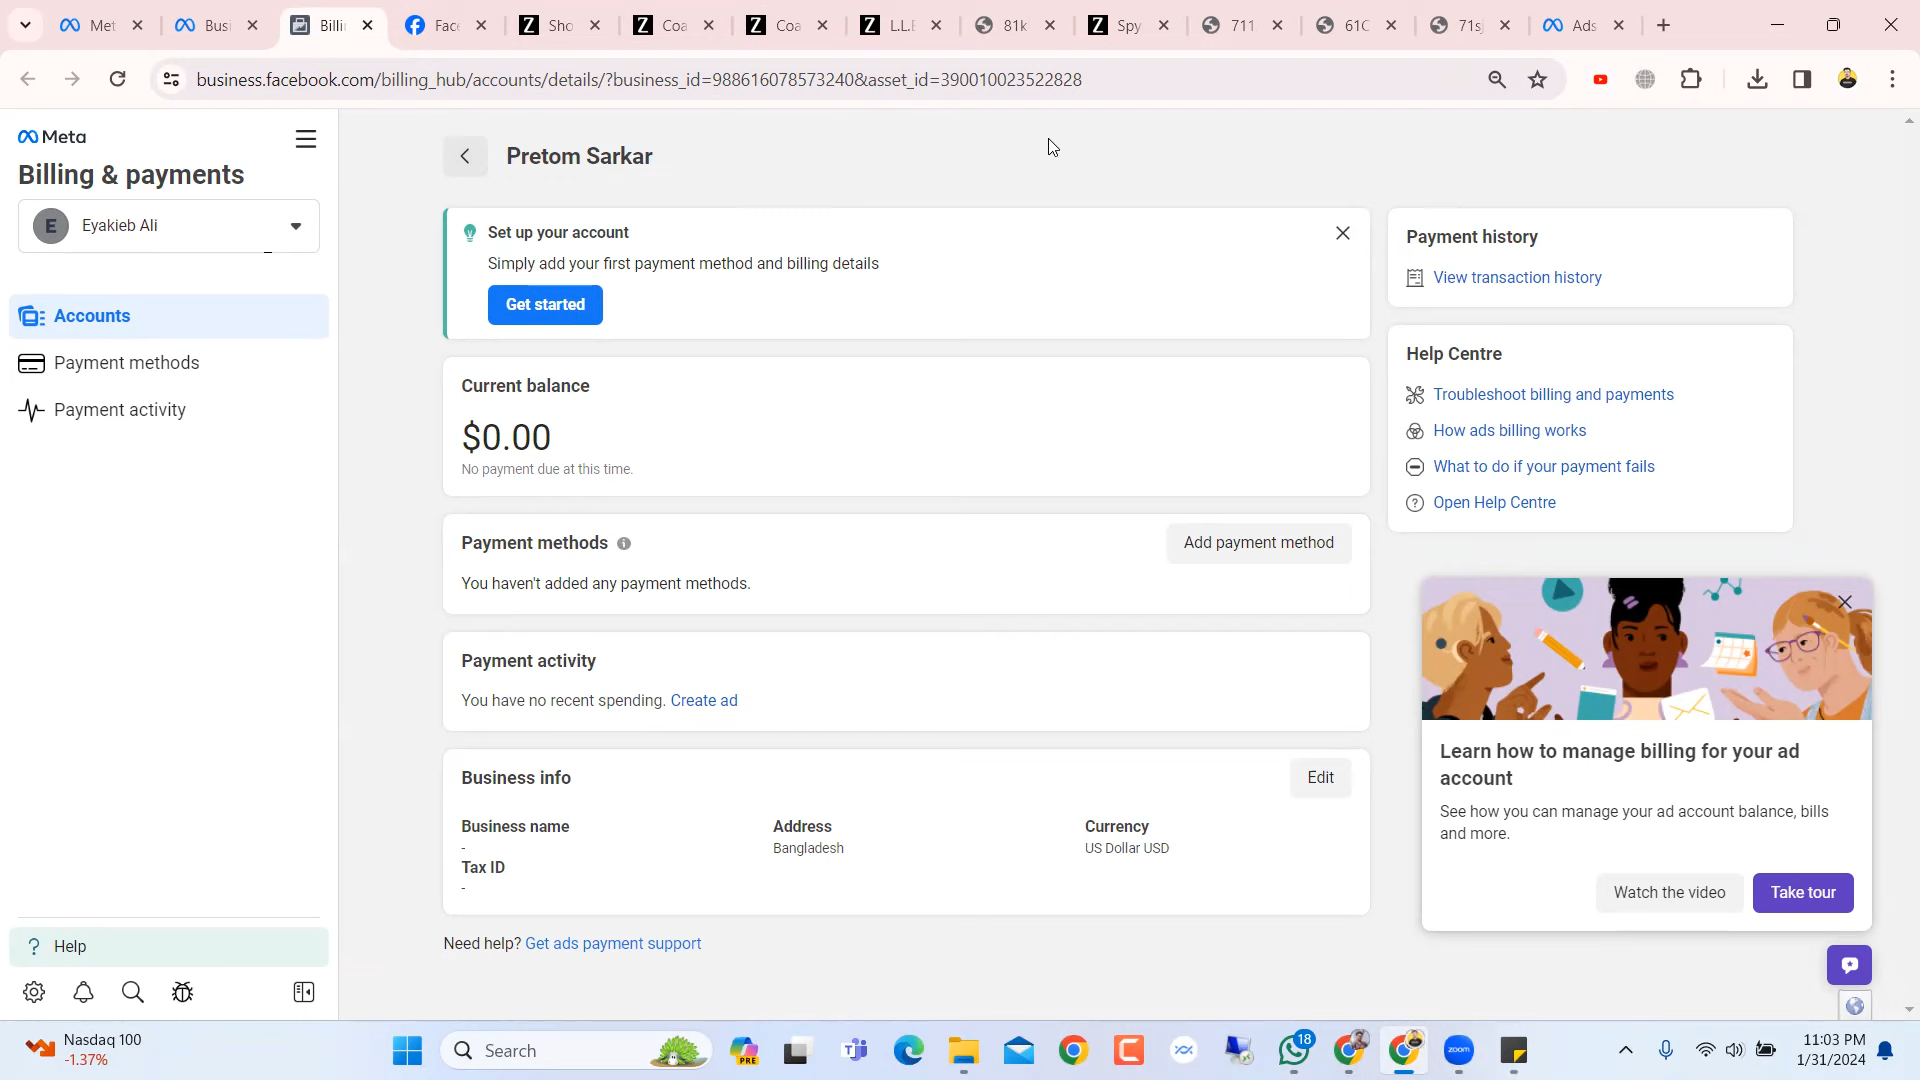 Met
Busi
Billi
Face
Sho
Coa
Coa
L.L.E
81k
Spy
711
61C
71s
Ads
business.facebook.com/billing_hub/accounts/details/?business_id=988616078573240&asset_id=390010023522828
Meta
Billing & payments
E
Eyakieb Ali
Accounts
Payment methods
Payment activity
? Help
Pretom Sarkar
Set up your account
Simply add your first payment method and billing details
Get started
Current balance
$0.00
No payment due at this time.
Payment methods
Add payment method
You haven't added any payment methods.
Payment activity
You have no recent spending. Create ad
Business info
Edit
Business name
-
Tax ID
-
Address
Bangladesh
Currency
US Dollar USD
Need help? Get ads payment support
Payment history
View transaction history
Help Centre
Troubleshoot billing and payments
How ads billing works
What to do if your payment fails
Open Help Centre
Learn how to manage billing for your ad
account
See how you can manage your ad account balance, bills
and more.
Watch the video
Take tour
Nasdaq 100
-1.37%
Search
PRE
18
zoom
11:03 PM
1/31/2024